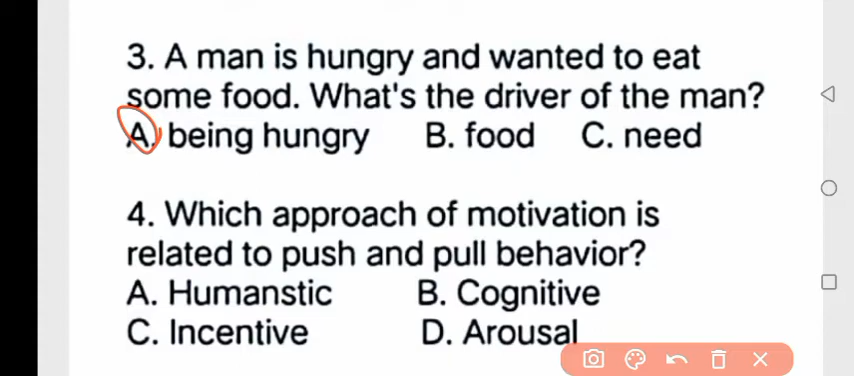 3. A man is hungry and wanted to eat
some food. What's the driver of the man?
A. being hungry B. food C. need
4. Which approach of motivation is
related to push and pull behavior?
A. Humanstic B. Cognitive
C. Incentive D. Arousal